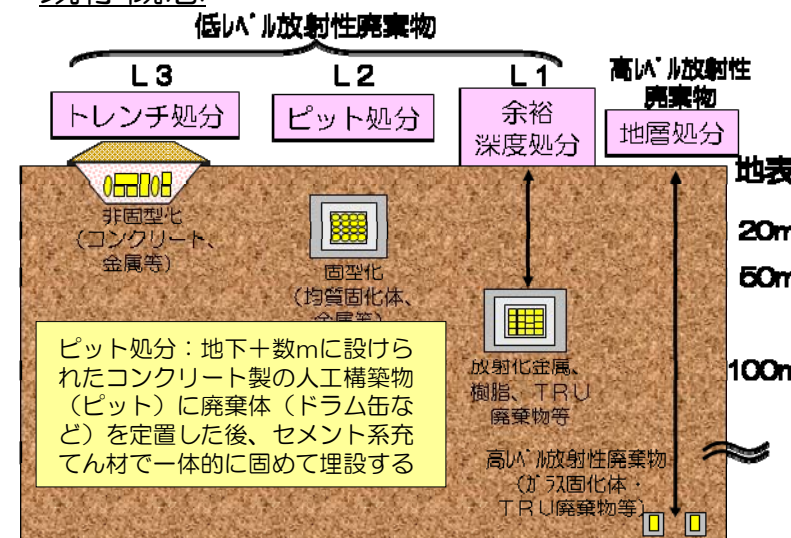 低レベル放射性廃棄物
L3
L2
L1
高レベル放射性
廃棄物
トレンチ処分
ピット処分
余裕
深度処分
地層処分
地表
非固型化
(コンクリート、
金属等)
固型化
(均質固化体、
金属等)
20m
50m
100m
放射化金属、
樹脂、TRU
廃棄物等
ピット処分:地下+数mに設けら
れたコンクリート製の人工構築物
(ピット)に廃棄体(ドラム缶な
ど)を定置した後、セメント系充
てん材で一体的に固めて埋設する
高レベル放射性廃棄物
(ガラス固化体・
TRU廃棄物等)